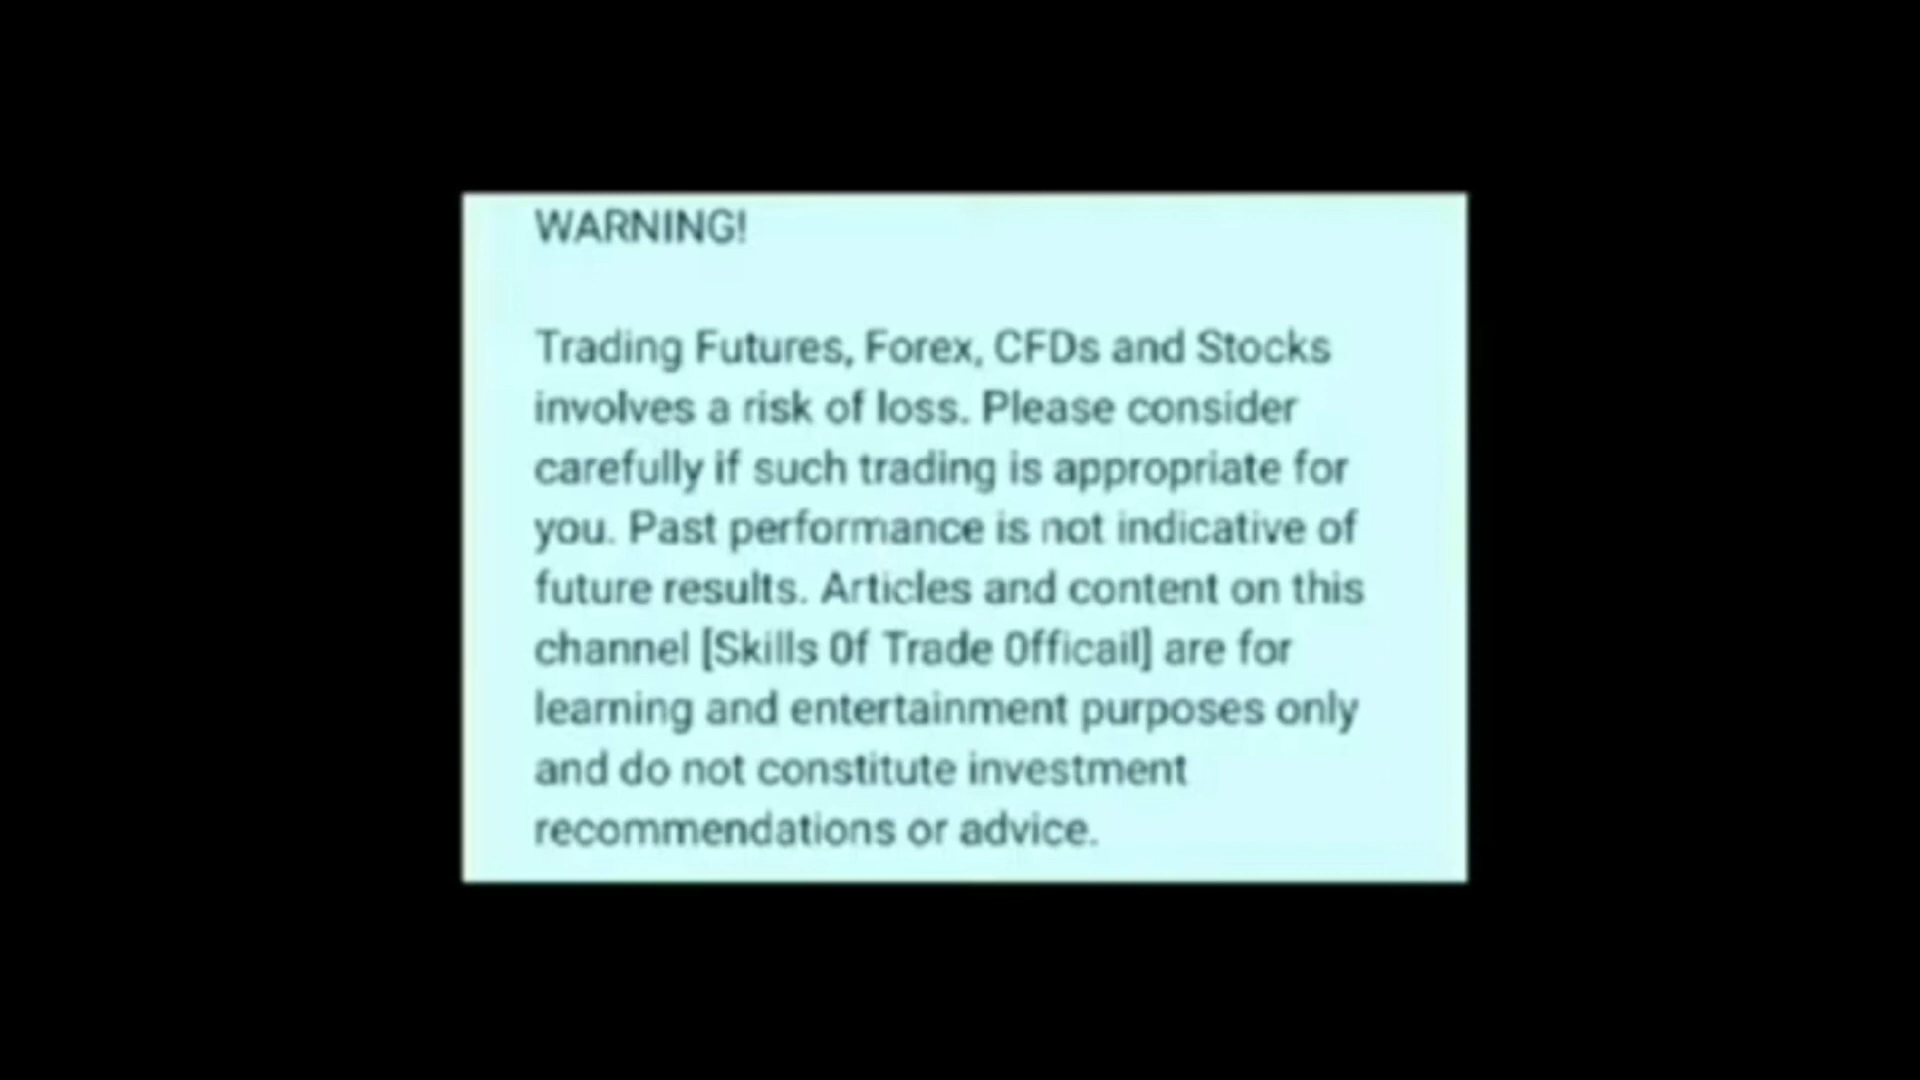 WARNING!
Trading Futures, Forex, CFDs and Stocks
involves a risk of loss. Please consider
carefully if such trading is appropriate for
you. Past performance is not indicative of
future results. Articles and content on this
channel [Skills 0f Trade 0fficail] are for
learning and entertainment purposes only
and do not constitute investment
recommendations or advice.